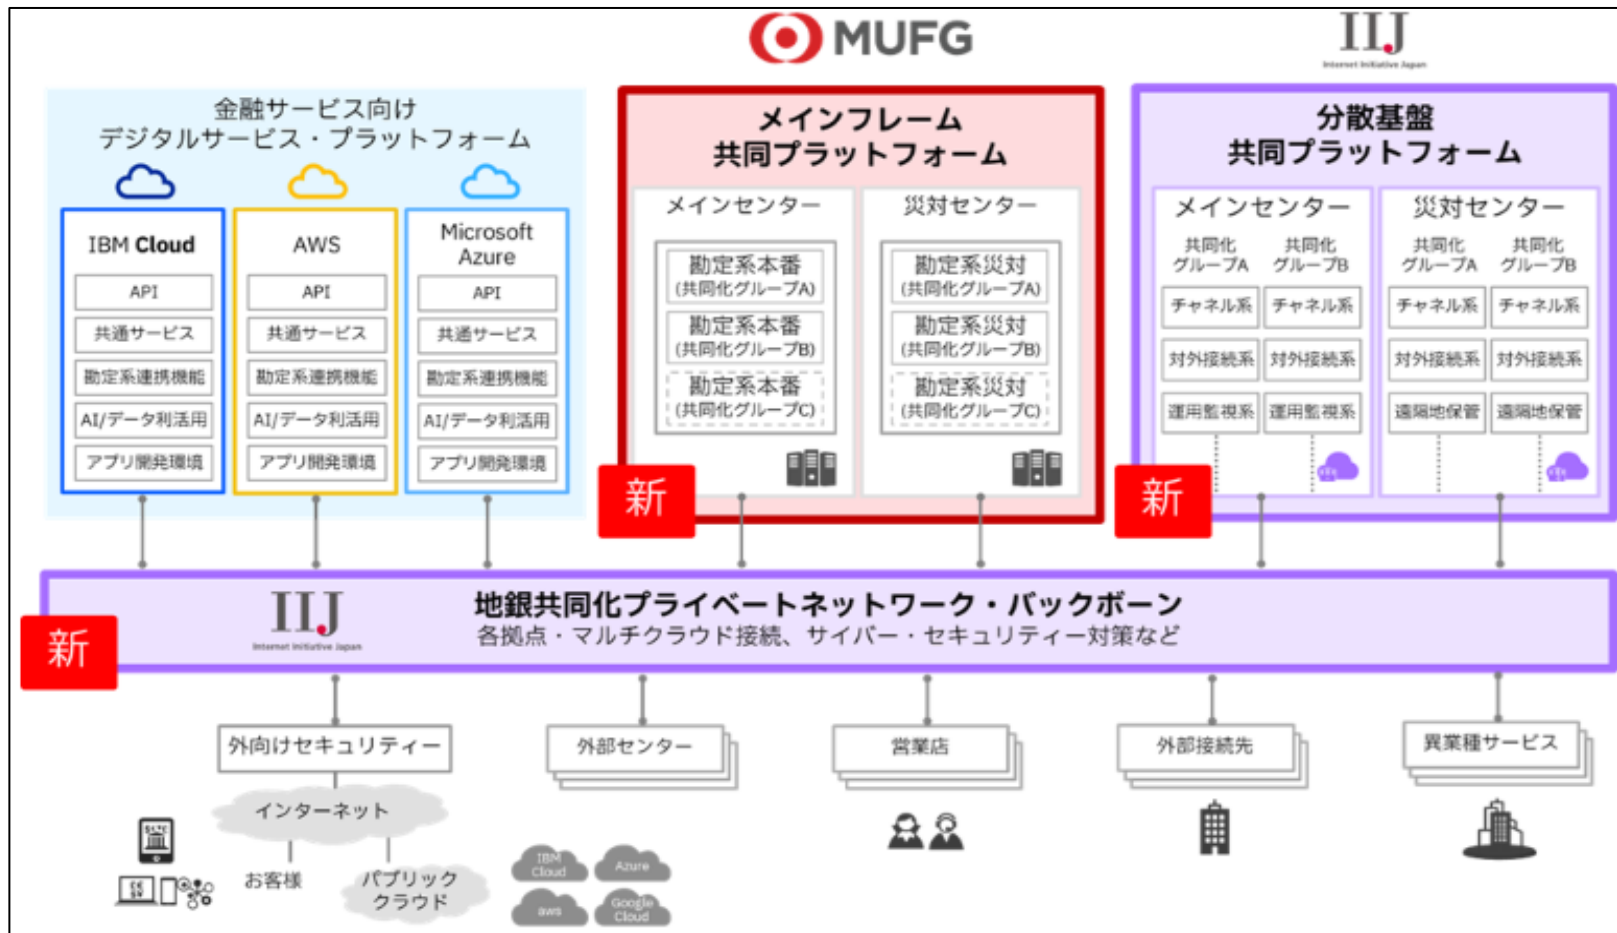 MUFG
IIJ
Internet Initiative Japan
金融サービス向け
デジタルサービス・プラットフォーム
IBM Cloud
API
共通サービス
勘定系連携機能
AI/データ利活用
アプリ開発環境
AWS
API
共通サービス
勘定系連携機能
AI/データ利活用
アプリ開発環境
Microsoft
Azure
API
共通サービス
勘定系連携機能
AI/データ利活用
アプリ開発環境
メインフレーム
共同プラットフォーム
メインセンター
勘定系本番
(共同化グループA)
勘定系本番
(共同化グループB)
勘定系本番
(共同化グループC)
災対センター
勘定系災対
(共同化グループA)
勘定系災対
(共同化グループB)
勘定系災対
(共同化グループC)
新
分散基盤
共同プラットフォーム
メインセンター
共同化
グループA
チャネル系
対外接続系
運用監視系
共同化
グループB
チャネル系
対外接続系
運用監視系
災対センター
共同化
グループA
チャネル系
対外接続系
遠隔地保管
共同化
グループB
チャネル系
対外接続系
遠隔地保管
新
IIJ
Internet Initiative Japan
地銀共同化プライベートネットワーク・バックボーン
各拠点・マルチクラウド接続、サイバー・セキュリティー対策など
新
外向けセキュリティー
外部センター
営業店
外部接続先
異業種サービス
インターネット
お客様
パブリック
クラウド
IBM
Cloud
Azure
aws
Google
Cloud